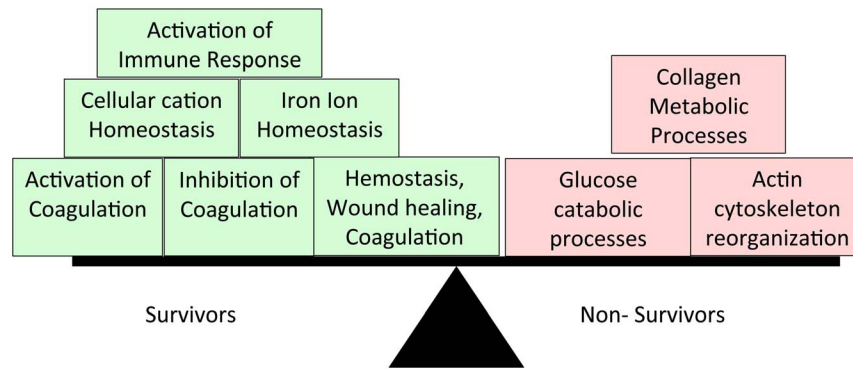 Activation of
Immune Response
Cellular cation
Homeostasis
Iron Ion
Homeostasis
Activation of
Coagulation
Inhibition of
Coagulation
Hemostasis,
Wound healing,
Coagulation
Collagen
Metabolic
Processes
Glucose
catabolic
processes
Actin
cytoskeleton
reorganization
Survivors
Non- Survivors